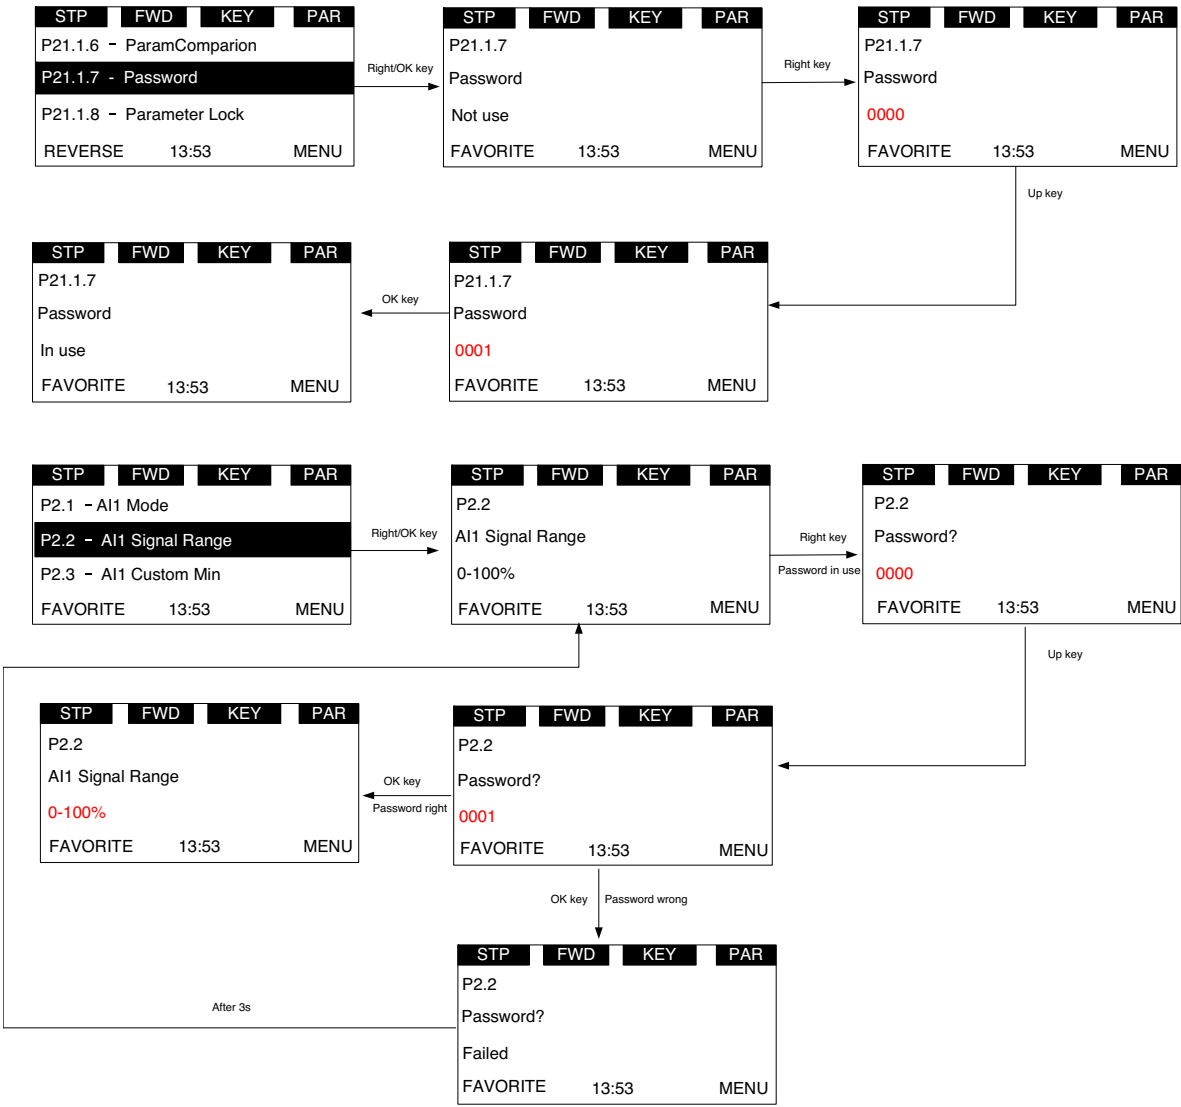 STP FWD KEY PAR
P21.1.6 - ParamComparion
P21.1.7 - Password
P21.1.8 - Parameter Lock
REVERSE 13:53 MENU
Right/OK key
STP FWD KEY PAR
P21.1.7
Password
Not use
FAVORITE 13:53 MENU
Right key
STP FWD KEY PAR
P21.1.7
Password
0000
FAVORITE 13:53 MENU
Up key
STP FWD KEY PAR
P21.1.7
Password
0001
FAVORITE 13:53 MENU
OK key
STP FWD KEY PAR
P21.1.7
Password
In use
FAVORITE 13:53 MENU
STP FWD KEY PAR
P2.1 - AI1 Mode
P2.2 - AI1 Signal Range
P2.3 - AI1 Custom Min
FAVORITE 13:53 MENU
Right/OK key
STP FWD KEY PAR
P2.2
AI1 Signal Range
0-100%
FAVORITE 13:53 MENU
Right key
Password in use
STP FWD KEY PAR
P2.2
Password?
0000
FAVORITE 13:53 MENU
Up key
STP FWD KEY PAR
P2.2
Password?
0001
FAVORITE 13:53 MENU
OK key
Password right
STP FWD KEY PAR
P2.2
AI1 Signal Range
0-100%
FAVORITE 13:53 MENU
OK key Password wrong
STP FWD KEY PAR
P2.2
Password?
Failed
FAVORITE 13:53 MENU
After 3s